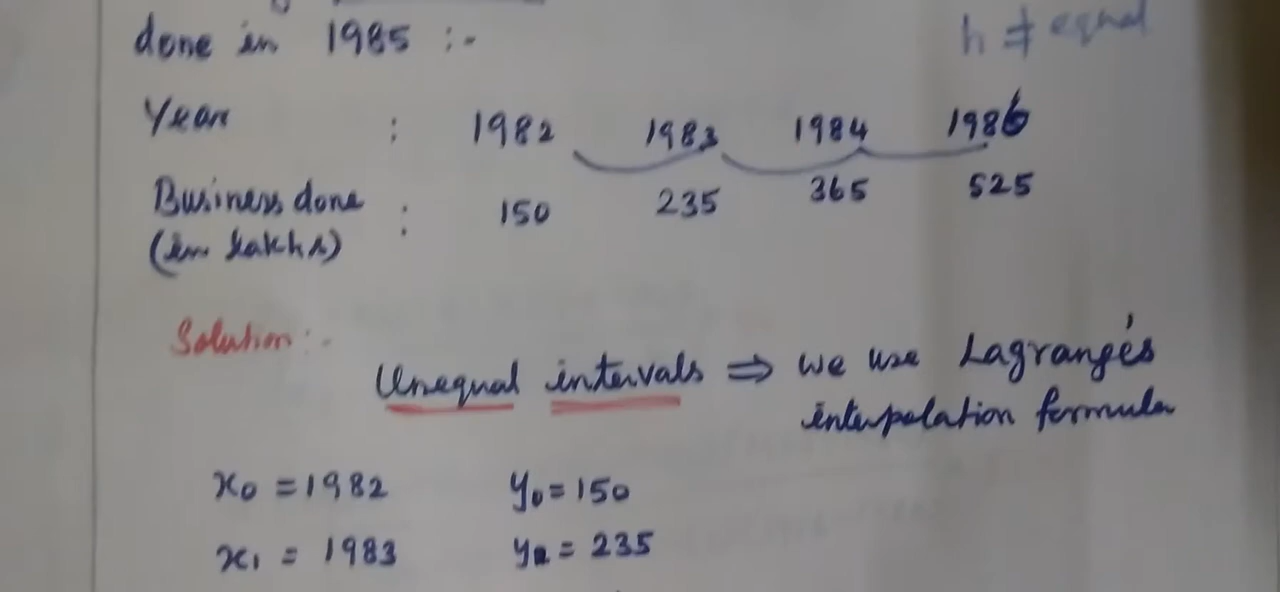 done in 1985 :-
h ≠ equal
Year : 1982 1983 1984 1986
Business done : 150 235 365 525
(in lakhs)
Solution:-
Unequal intervals ⇒ we use Lagrange's
interpolation formula
x₀ = 1982 y₀ = 150
x₁ = 1983 = 235